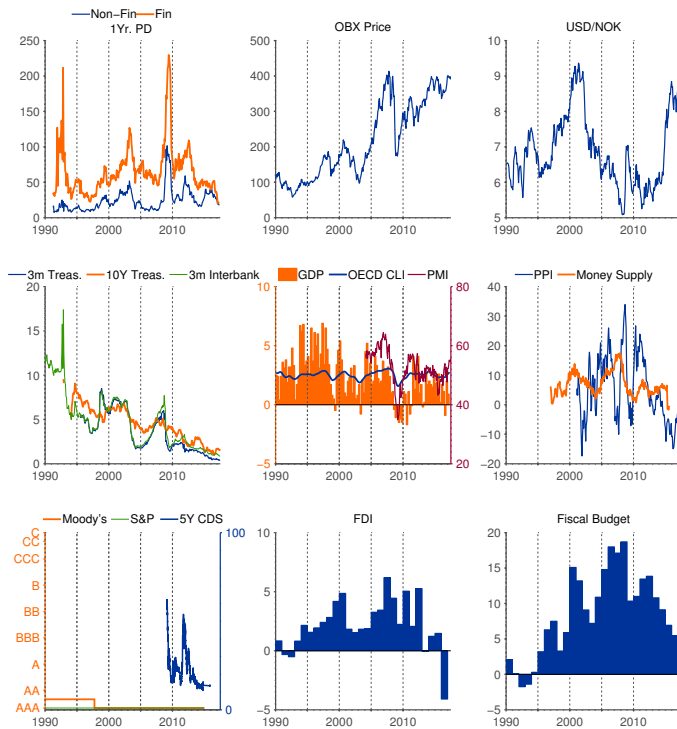 Non-Fin Fin
1Yr. PD OBX Price USD/NOK
250 500 10
200 400 9
150 300 8
100 200 7
50 100 6
0 0 5
1990 2000 2010 1990 2000 2010 1990 2000 2010
3m Treas. 10Y Treas. 3m Interbank GDP OECD CLI PMI PPI Money Supply
20 10 80 40
15 5 60 30
10 0 40 20
5 −5 20 10
0 0
−10
−20
1990 2000 2010 1990 2000 2010 1990 2000 2010
Moody's S&P 5Y CDS FDI Fiscal Budget
C 100 10 20
CC
CCC
B 5 15
BB 10
BBB 0 5
A
AA 0
AAA 0 −5 −5
1990 2000 2010 1990 2000 2010 1990 2000 2010